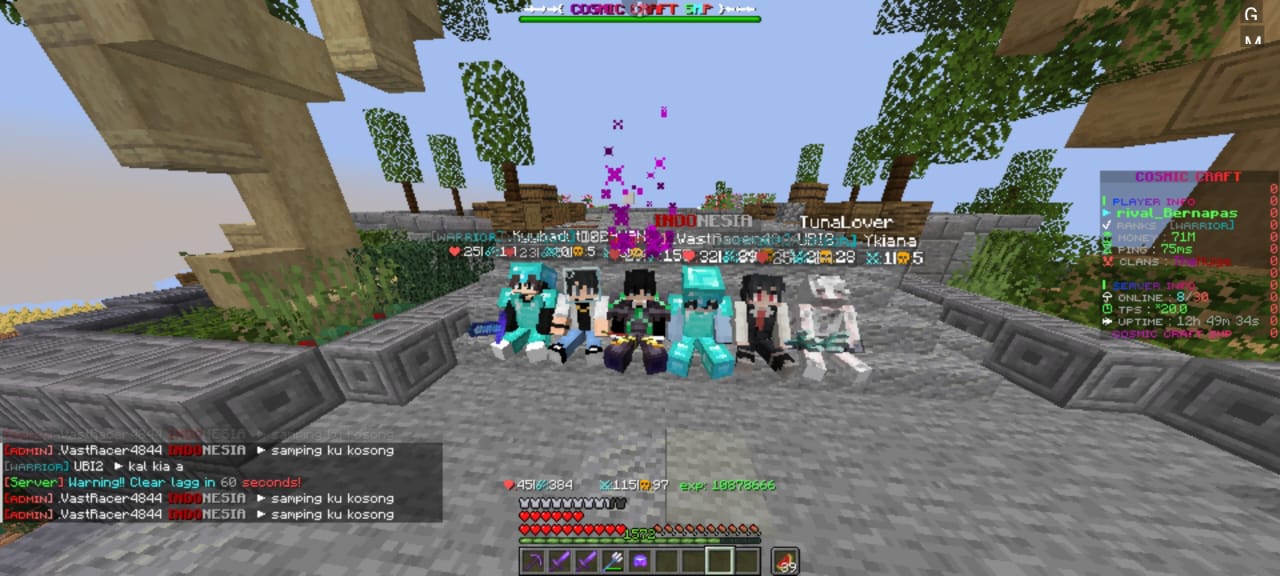 COSMIC CRAFT SMP
G
M
INDONESIA
TunaLover
[WARRIOR]
UBI2
Ykiana
COSMIC CRAFT
PLAYER INFO
rival_Bernapas
RANKS : [WARRIOR]
MONEY : 71M
PING : 75ms
CLANS :
SERVER INFO
ONLINE : 8/30
TPS : *20.0
UPTIME : 12h 49m 34s
COSMIC CRAFT SMP
[ADMIN] .VastRacer4844 INDONESIA ► samping ku kosong
[WARRIOR] UBI2 ► kal kia a
[Server] Warning!! Clear lagg in 60 seconds!
[ADMIN] .VastRacer4844 INDONESIA ► samping ku kosong
[ADMIN] .VastRacer4844 INDONESIA ► samping ku kosong
45 384 115 97 exp: 10878666
1572
39